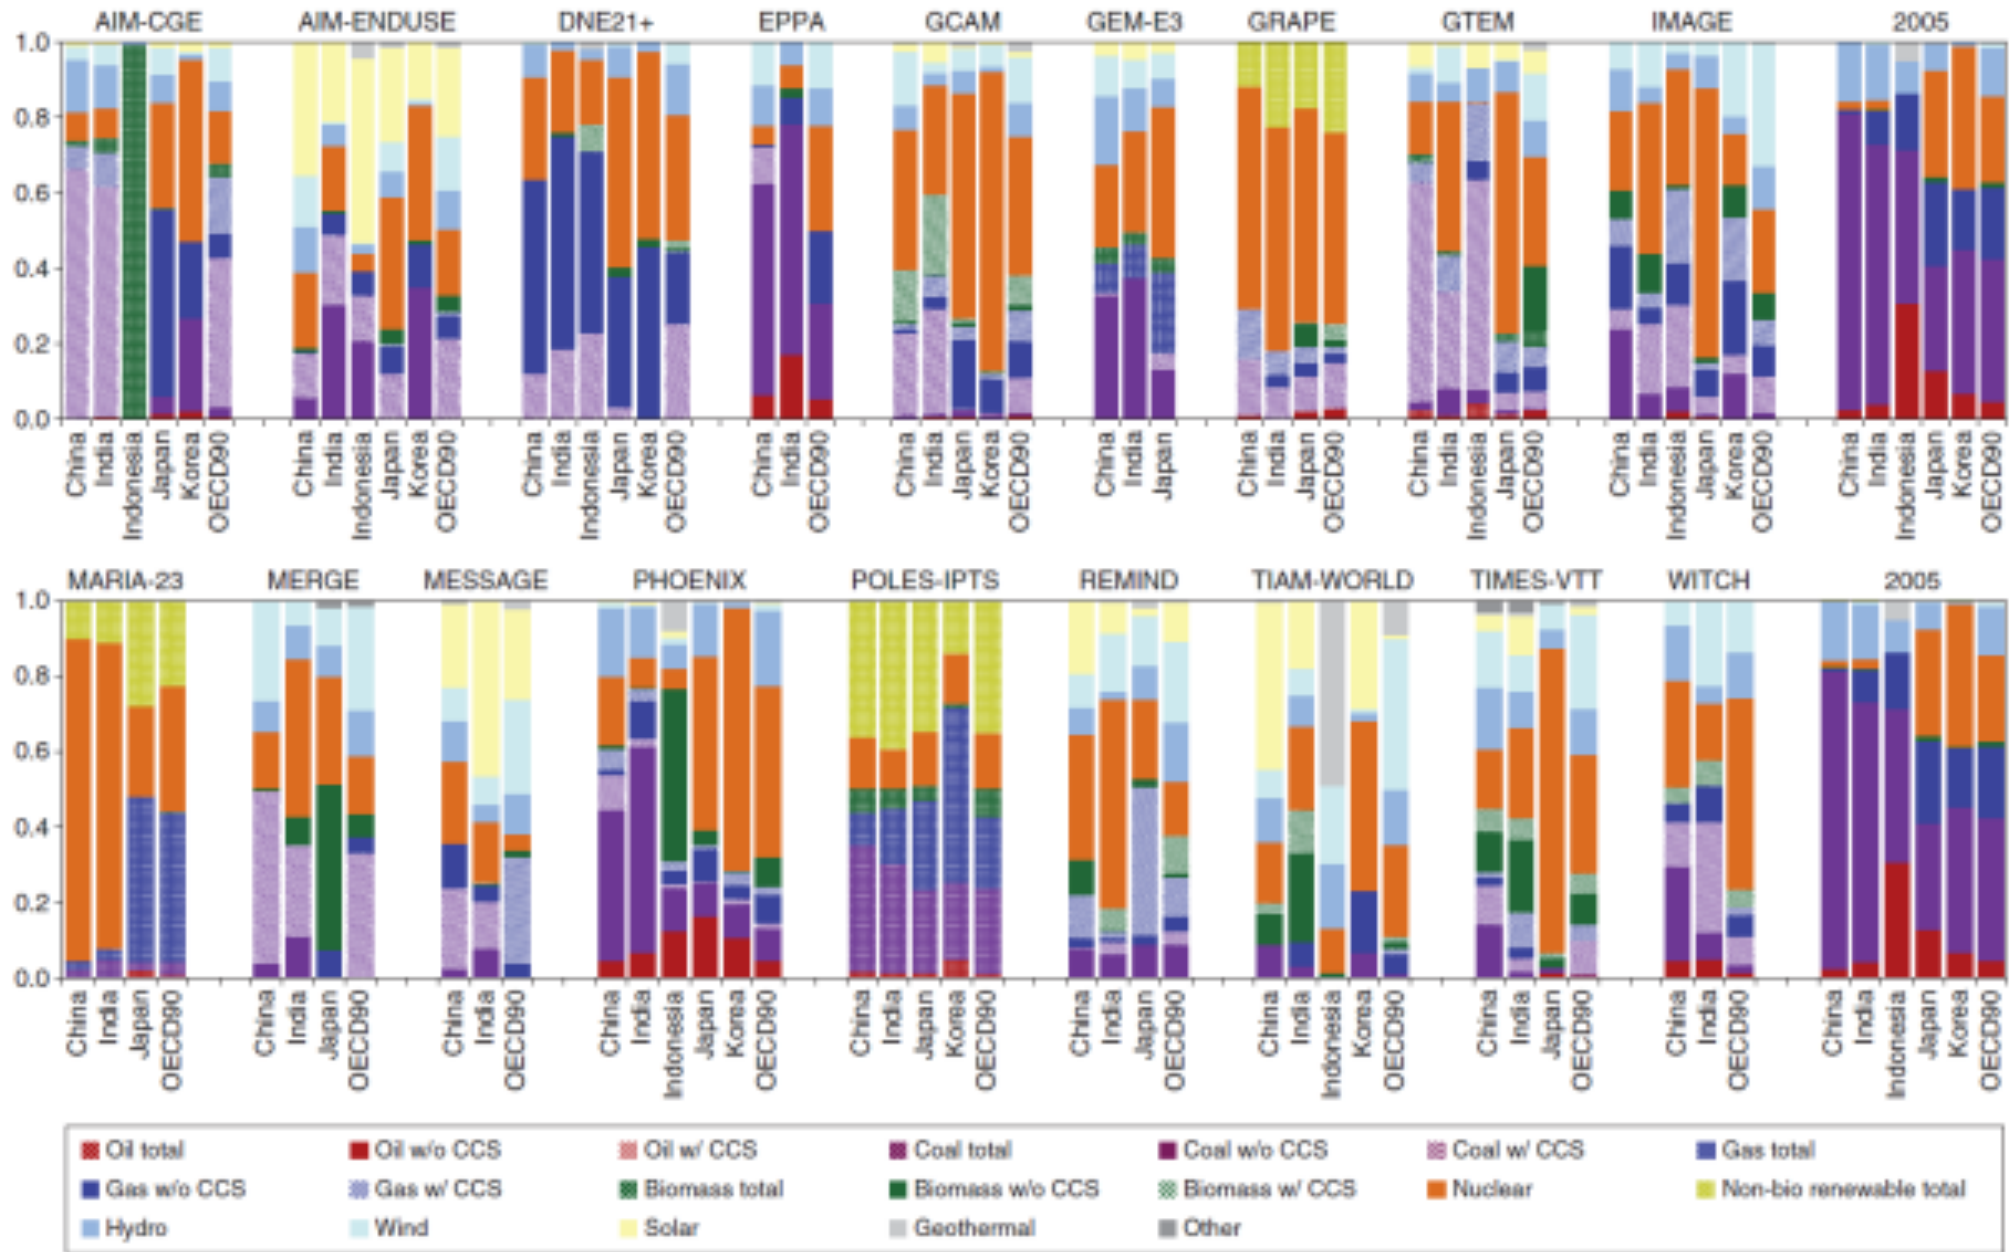 AIM-CGE AIM-ENDUSE DNE21+ EPPA GCAM GEM-E3 GRAPE GTEM IMAGE 2005
1.0
0.8
0.6
0.4
0.2
0.0
China India Indonesia Japan Korea OECD90 China India Indonesia Japan Korea OECD90 China India Indonesia Japan Korea OECD90 China India OECD90 China India Japan Korea OECD90 China India Japan China India Japan OECD90 China India Indonesia Japan OECD90 China India Indonesia Japan Korea OECD90 China India Indonesia Japan Korea OECD90
MARIA-23 MERGE MESSAGE PHOENIX POLES-IPTS REMIND TIAM-WORLD TIMES-VTT WITCH 2005
1.0
0.8
0.6
0.4
0.2
0.0
China India Japan OECD90 China India Japan OECD90 China India OECD90 China India Indonesia Japan Korea OECD90 China India Japan Korea OECD90 China India Japan OECD90 China India Indonesia Korea OECD90 China India Japan OECD90 China India OECD90 China India Indonesia Japan Korea OECD90
Oil total Oil w/o CCS Oil w/ CCS Coal total Coal w/o CCS Coal w/ CCS Gas total
Gas w/o CCS Gas w/ CCS Biomass total Biomass w/o CCS Biomass w/ CCS Nuclear Non-bio renewable total
Hydro Wind Solar Geothermal Other